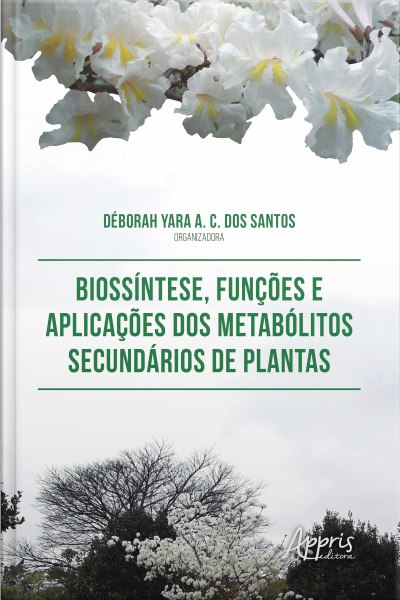 DÉBORAH YARA A. C. DOS SANTOS
ORGANIZADORA
BIOSSÍNTESE, FUNÇÕES E
APLICAÇÕES DOS METABÓLITOS
SECUNDÁRIOS DE PLANTAS
Appris
editora